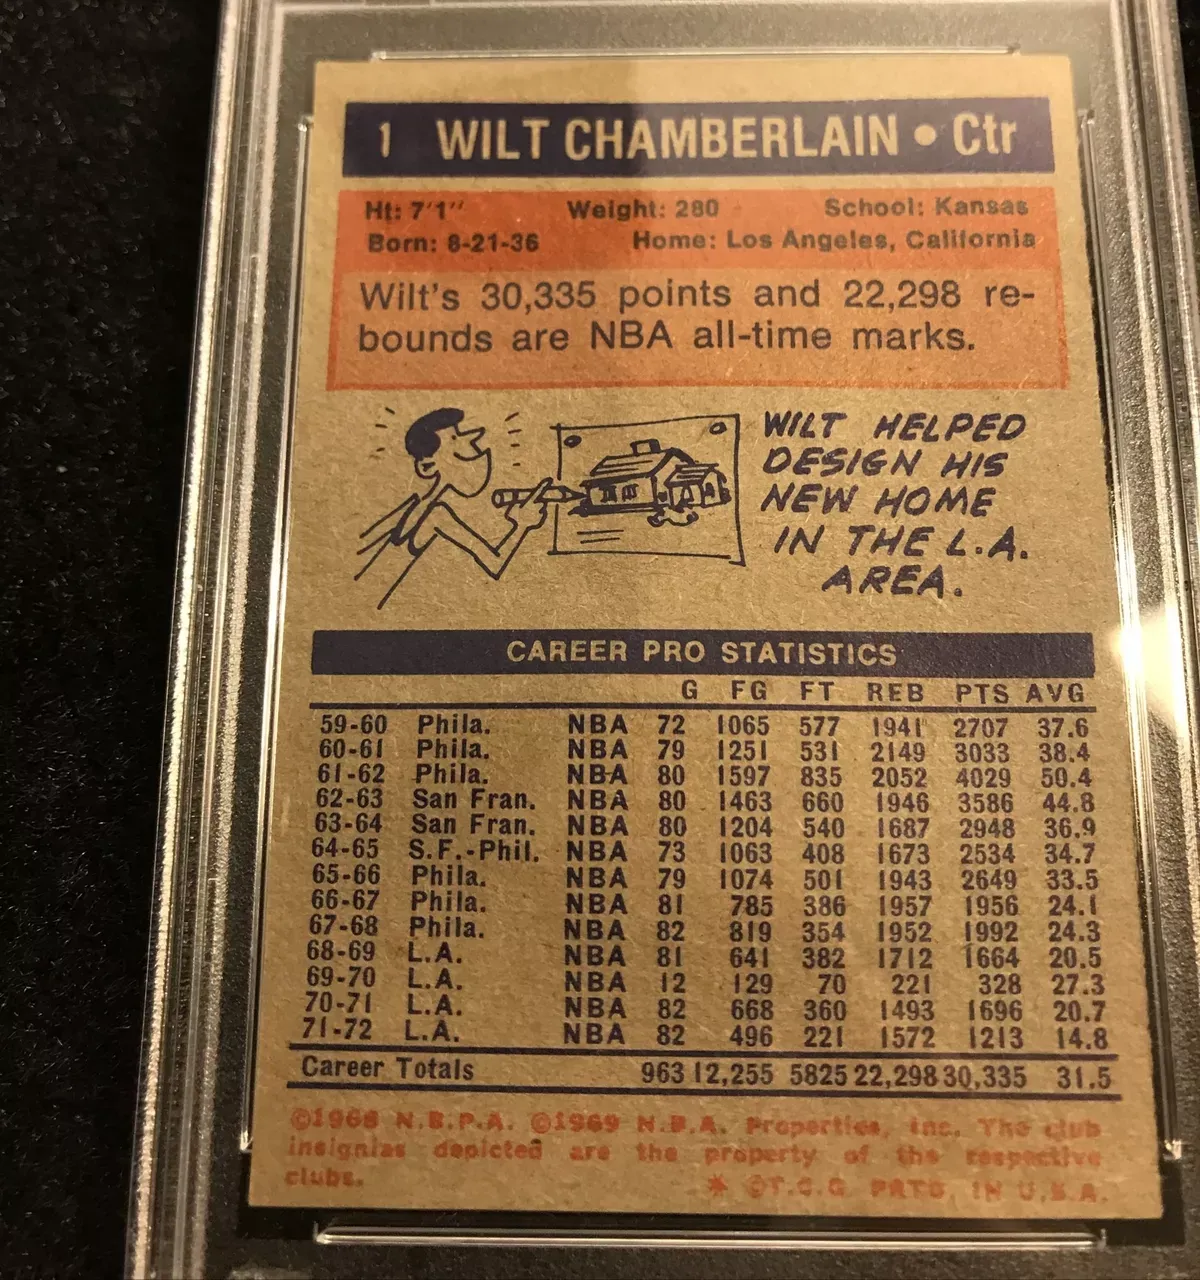 1 WILT CHAMBERLAIN • Ctr
Ht: 7'1" Weight: 280 School: Kansas
Born: 8-21-36 Home: Los Angeles, California
Wilt's 30,335 points and 22,298 re-
bounds are NBA all-time marks.
WILT HELPED
DESIGN HIS
NEW HOME
IN THE L.A.
AREA.
CAREER PRO STATISTICS
G FG FT REB PTS AVG
59-60 Phila. NBA 72 1065 577 1941 2707 37.6
60-61 Phila. NBA 79 1251 531 2149 3033 38.4
61-62 Phila. NBA 80 1597 835 2052 4029 50.4
62-63 San Fran. NBA 80 1463 660 1946 3586 44.8
63-64 San Fran. NBA 80 1204 540 1687 2948 36.9
64-65 S.F.-Phil. NBA 73 1063 408 1673 2534 34.7
65-66 Phila. NBA 79 1074 501 1943 2649 33.5
66-67 Phila. NBA 81 785 386 1957 1956 24.1
67-68 Phila. NBA 82 819 354 1952 1992 24.3
68-69 L.A. NBA 81 641 382 1712 1664 20.5
69-70 L.A. NBA 12 129 70 221 328 27.3
70-71 L.A. NBA 82 668 360 1493 1696 20.7
71-72 L.A. NBA 82 496 221 1572 1213 14.8
Career Totals 963 12,255 5825 22,298 30,335 31.5
©1968 N.B.P.A. ©1969 N.B.A. Properties, Inc. The club
insignias depicted are the property of the respective
clubs. * ©T.C.G. PRTD. IN U.S.A.